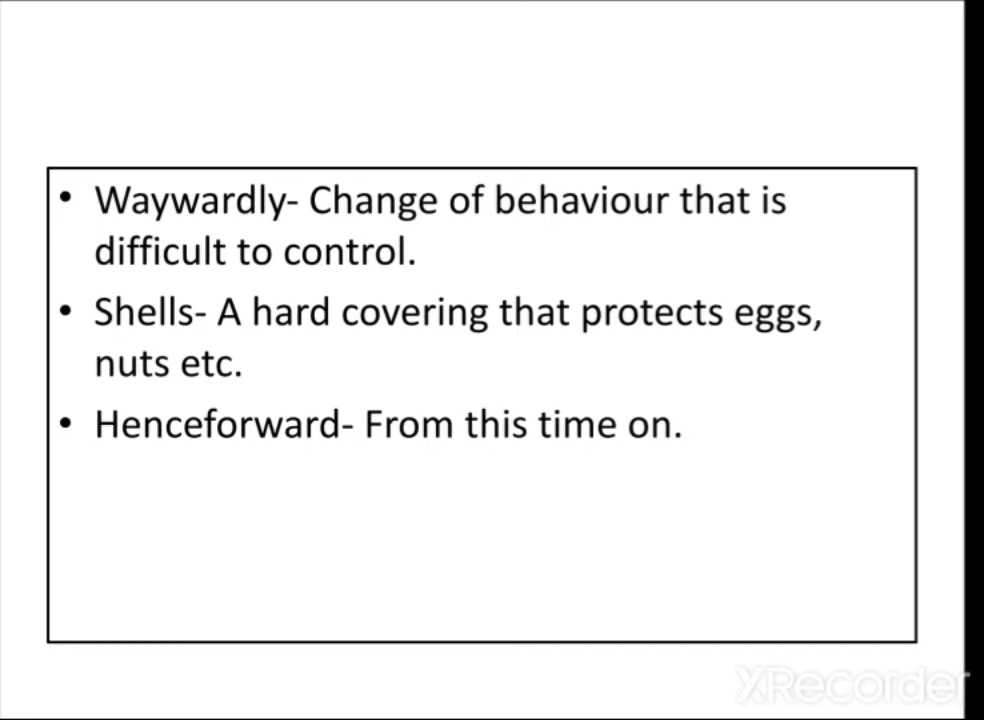 • Waywardly- Change of behaviour that is
difficult to control.
• Shells- A hard covering that protects eggs,
nuts etc.
• Henceforward- From this time on.
XRecorder